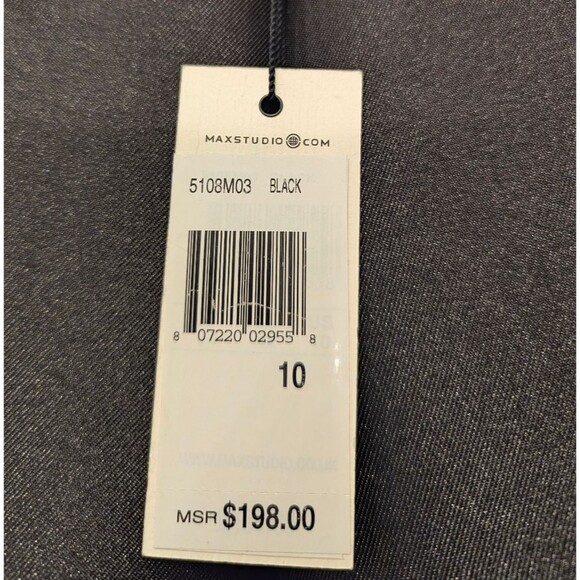 MAXSTUDIO COM
5108M03 BLACK
8 07220 02955 8
10
MSR $198.00